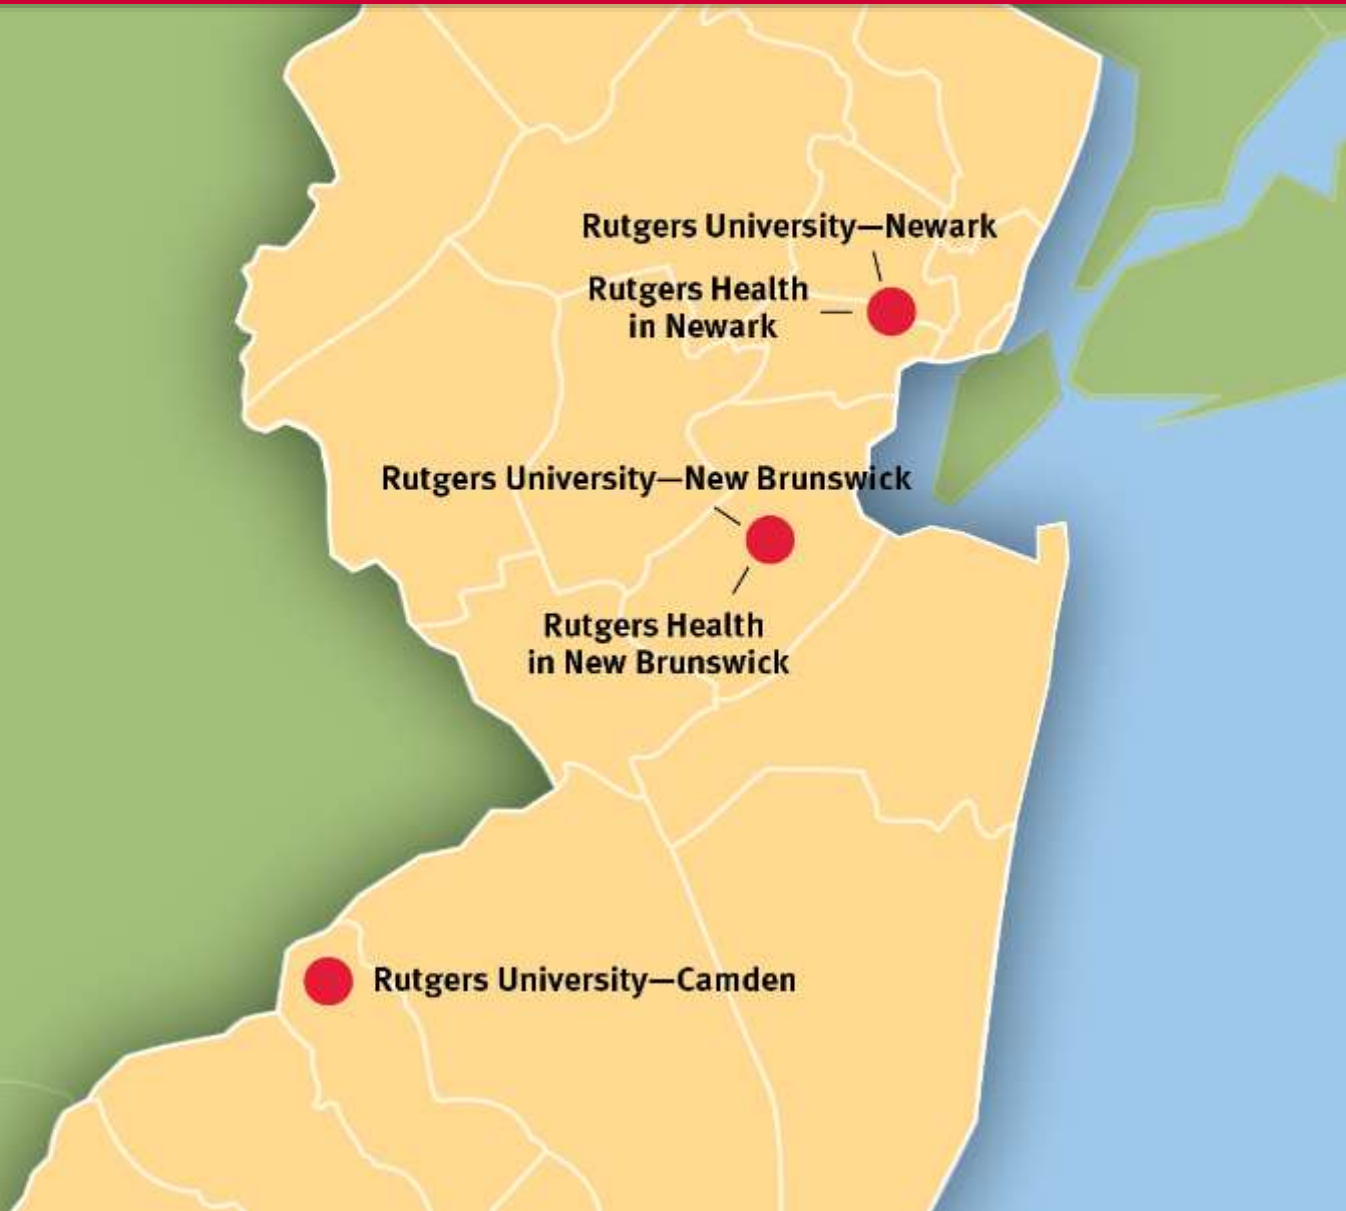 Rutgers University—Newark
Rutgers Health
in Newark
Rutgers University—New Brunswick
Rutgers Health
in New Brunswick
Rutgers University—Camden